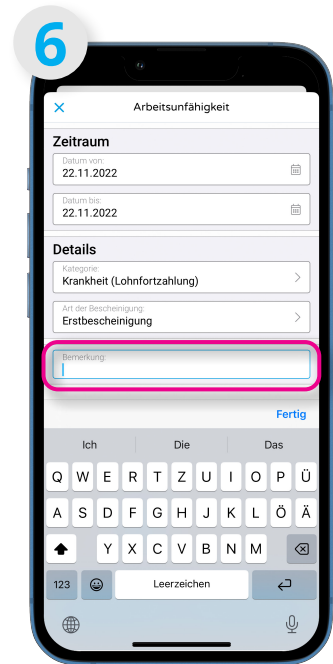 6
Arbeitsunfähigkeit
Zeitraum
Datum von:
22.11.2022
Datum bis:
22.11.2022
Details
Kategorie:
Krankheit (Lohnfortzahlung)
Art der Bescheinigung:
Erstbescheinigung
Bemerkung:
Fertig
Ich Die Das
Q W E R T Z U I O P Ü
A S D F G H J K L Ö Ä
Y X C V B N M
123 Leerzeichen